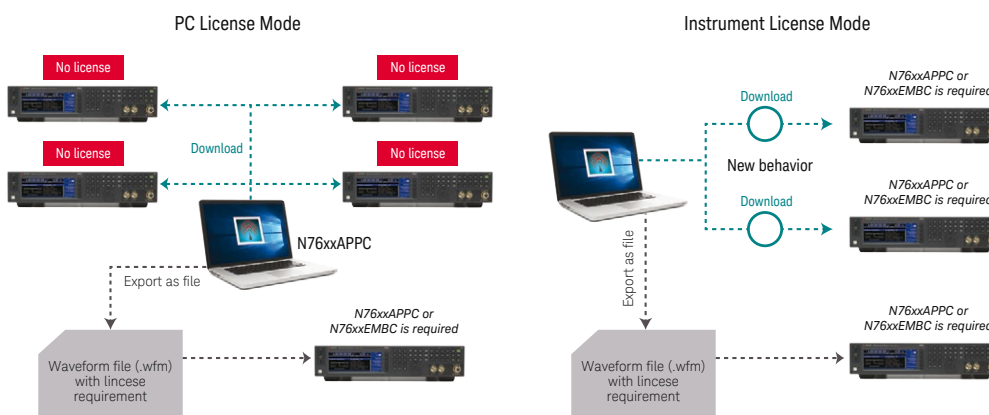 PC License Mode
No license
No license
No license
No license
Download
N76xxAPPC
Export as file
Waveform file (.wfm)
with lincese
requirement
N76xxAPPC or
N76xxEMBC is required
Instrument License Mode
Download
New behavior
Download
Export as file
N76xxAPPC or
N76xxEMBC is required
N76xxAPPC or
N76xxEMBC is required
Waveform file (.wfm)
with lincese
requirement
N76xxAPPC or
N76xxEMBC is required